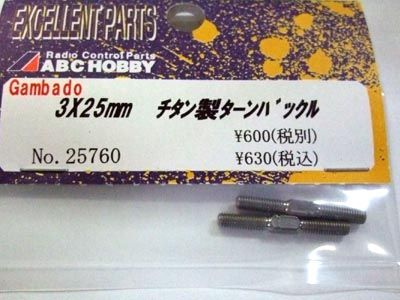 EXCELLENT PARTS
Radio Control Parts
ABC HOBBY
Gambado
3X25mm チタン製ターンバックル
¥600(税別)
No.25760 ¥630(税込)